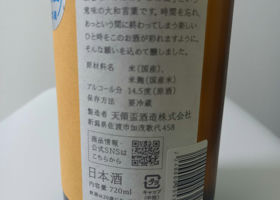 意味の大和言葉です。時間を忘れ、
あっという間に終わってしまう楽しい
ひと時をこのお酒が彩れますように。
そんな願いを込めて醸しました。
原材料名 米(国産)、
米麹(国産米)
アルコール分 14.5度(原酒)
保存方法 要冷蔵
製造者 天領盃酒造株式会社
新潟県佐渡市加茂歌代458
商品情報・
公式SNSは
こちらから
日本酒
内容量 720ml
キャップ